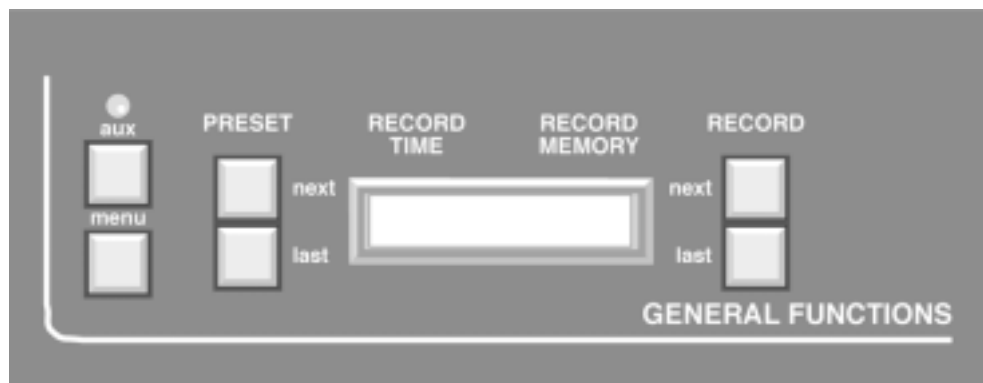 aux
PRESET
RECORD
TIME
RECORD
MEMORY
RECORD
next
next
menu
last
last
GENERAL FUNCTIONS